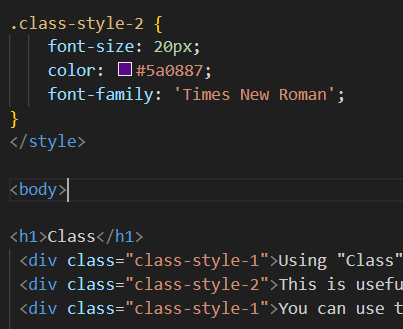 .class-style-2 {
font-size: 20px;
color: #5a0887;
font-family: 'Times New Roman';
}
</style>
<body>
<h1>Class</h1>
<div class="class-style-1">Using "Class"
<div class="class-style-2">This is usefu
<div class="class-style-1">You can use t